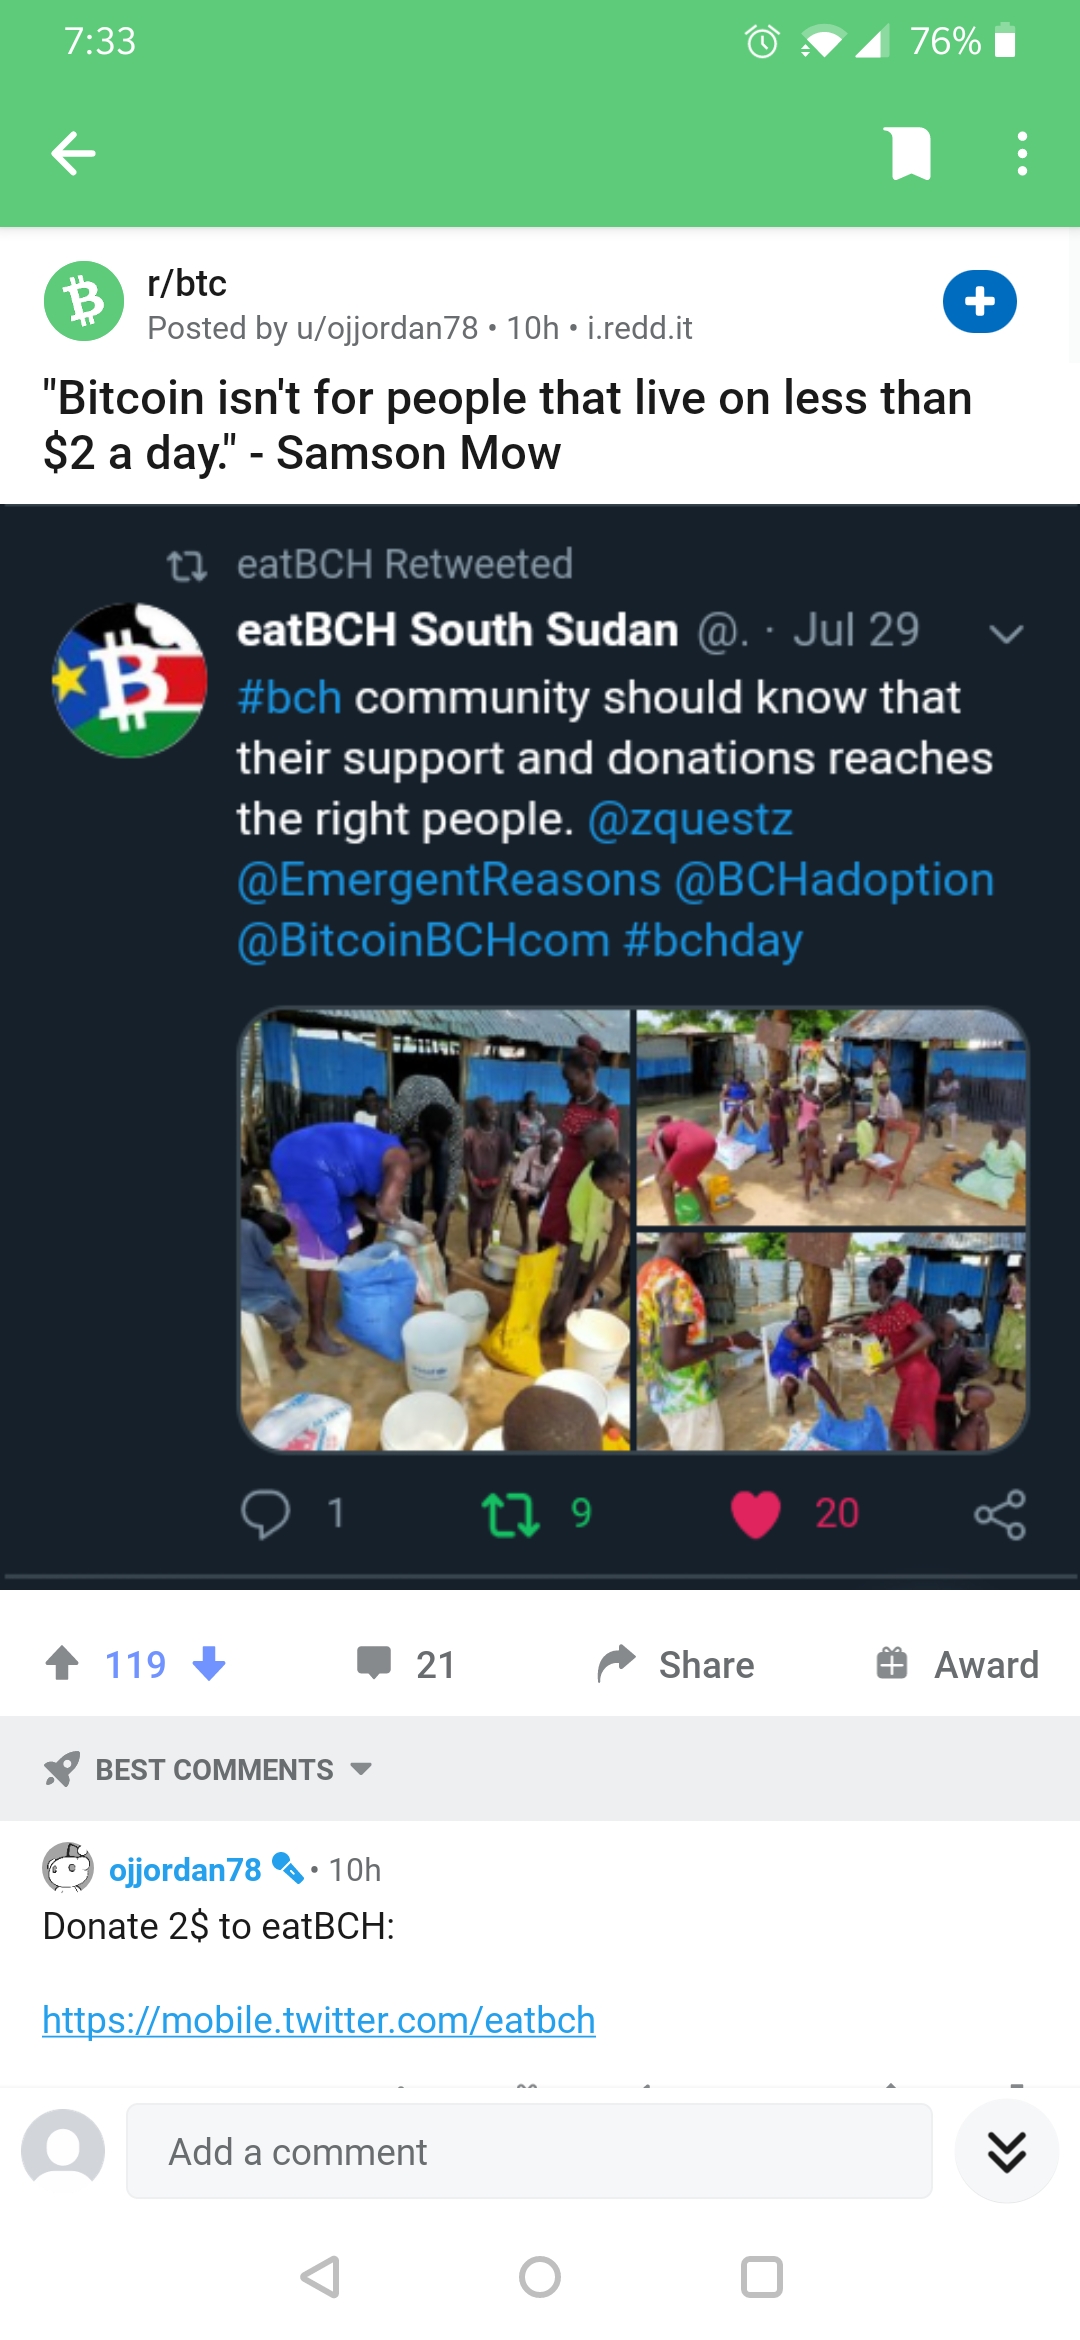 7:33
76%
r/btc
Posted by u/ojjordan78 • 10h • i.redd.it
"Bitcoin isn't for people that live on less than
$2 a day." - Samson Mow
eatBCH Retweeted
eatBCH South Sudan @. · Jul 29
#bch community should know that
their support and donations reaches
the right people. @zquestz
@EmergentReasons @BCHadoption
@BitcoinBCHcom #bchday
1 9 20
119 21 Share Award
BEST COMMENTS
ojjordan78 • 10h
Donate 2$ to eatBCH:
https://mobile.twitter.com/eatbch
Add a comment